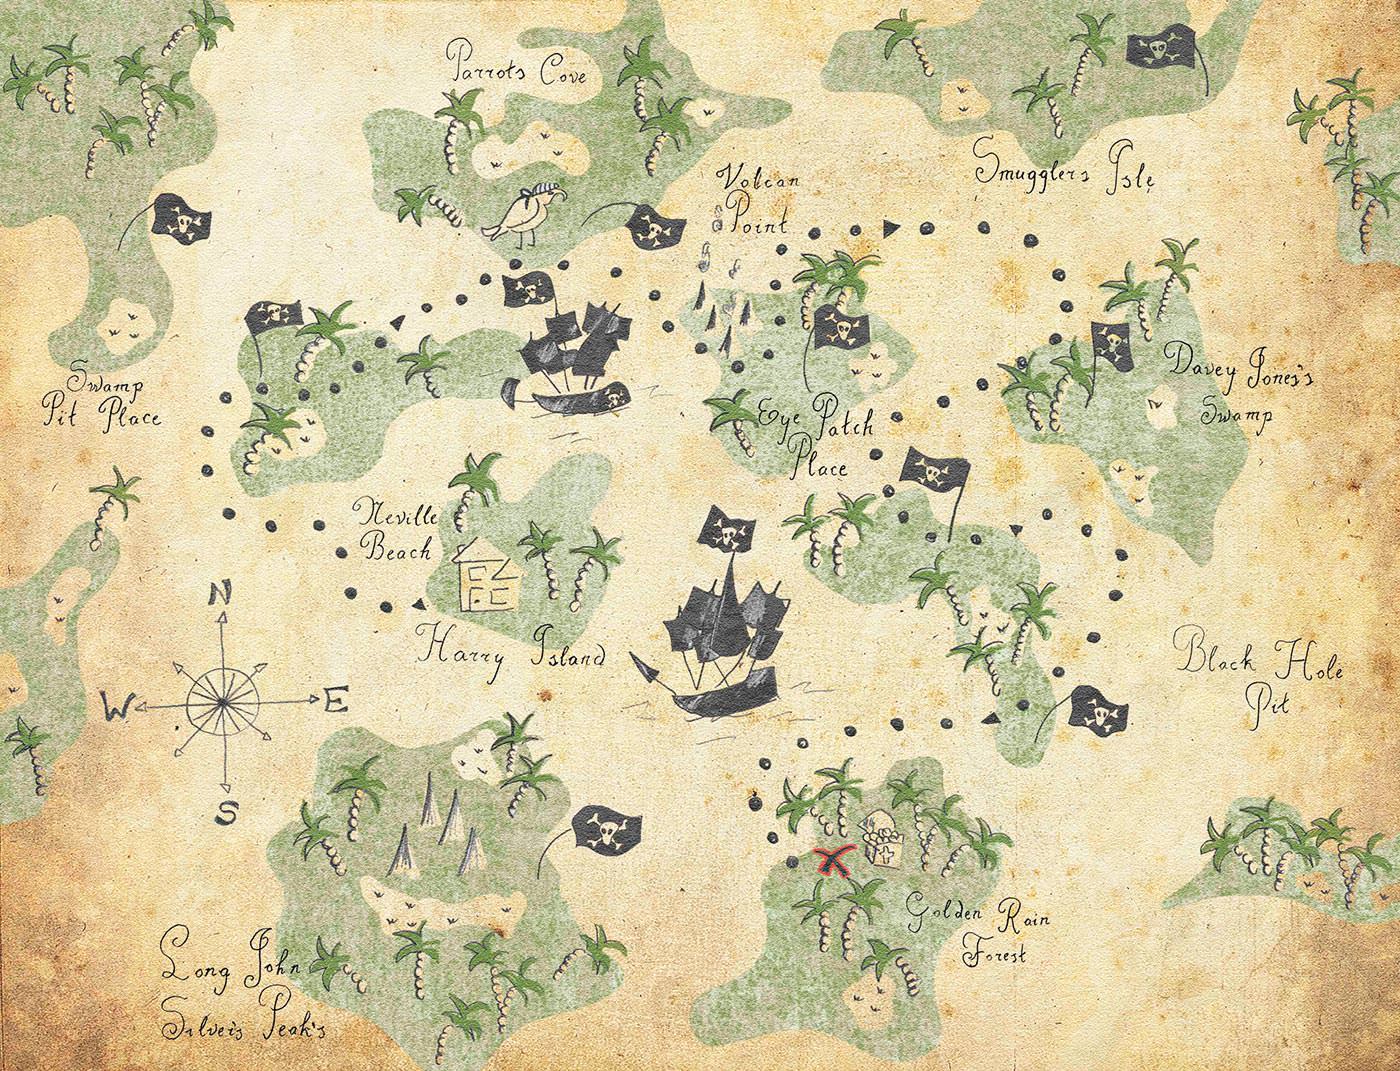 Parrots Cove
Smugglers Isle
Volcan
Point
Swamp
Pit Place
Davey Jones's
Swamp
Eye Patch
Place
Neville
Beach
N
W
E
S
Harry Island
Black Hole
Pit
Golden Rain
Forest
Long John
Silveis Peak's